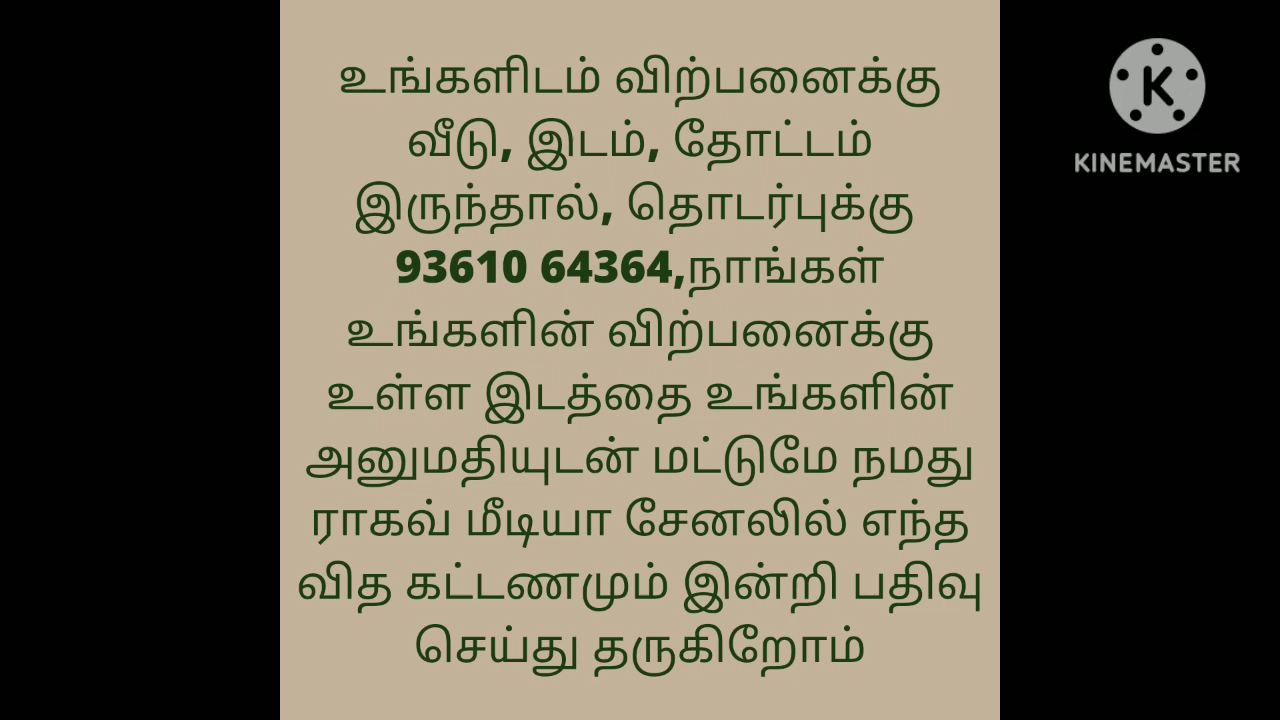 உங்களிடம் விற்பனைக்கு
வீடு, இடம், தோட்டம்
இருந்தால், தொடர்புக்கு
93610 64364,நாங்கள்
உங்களின் விற்பனைக்கு
உள்ள இடத்தை உங்களின்
அனுமதியுடன் மட்டுமே நமது
ராகவ் மீடியா சேனலில் எந்த
வித கட்டணமும் இன்றி பதிவு
செய்து தருகிறோம்
K
KINEMASTER